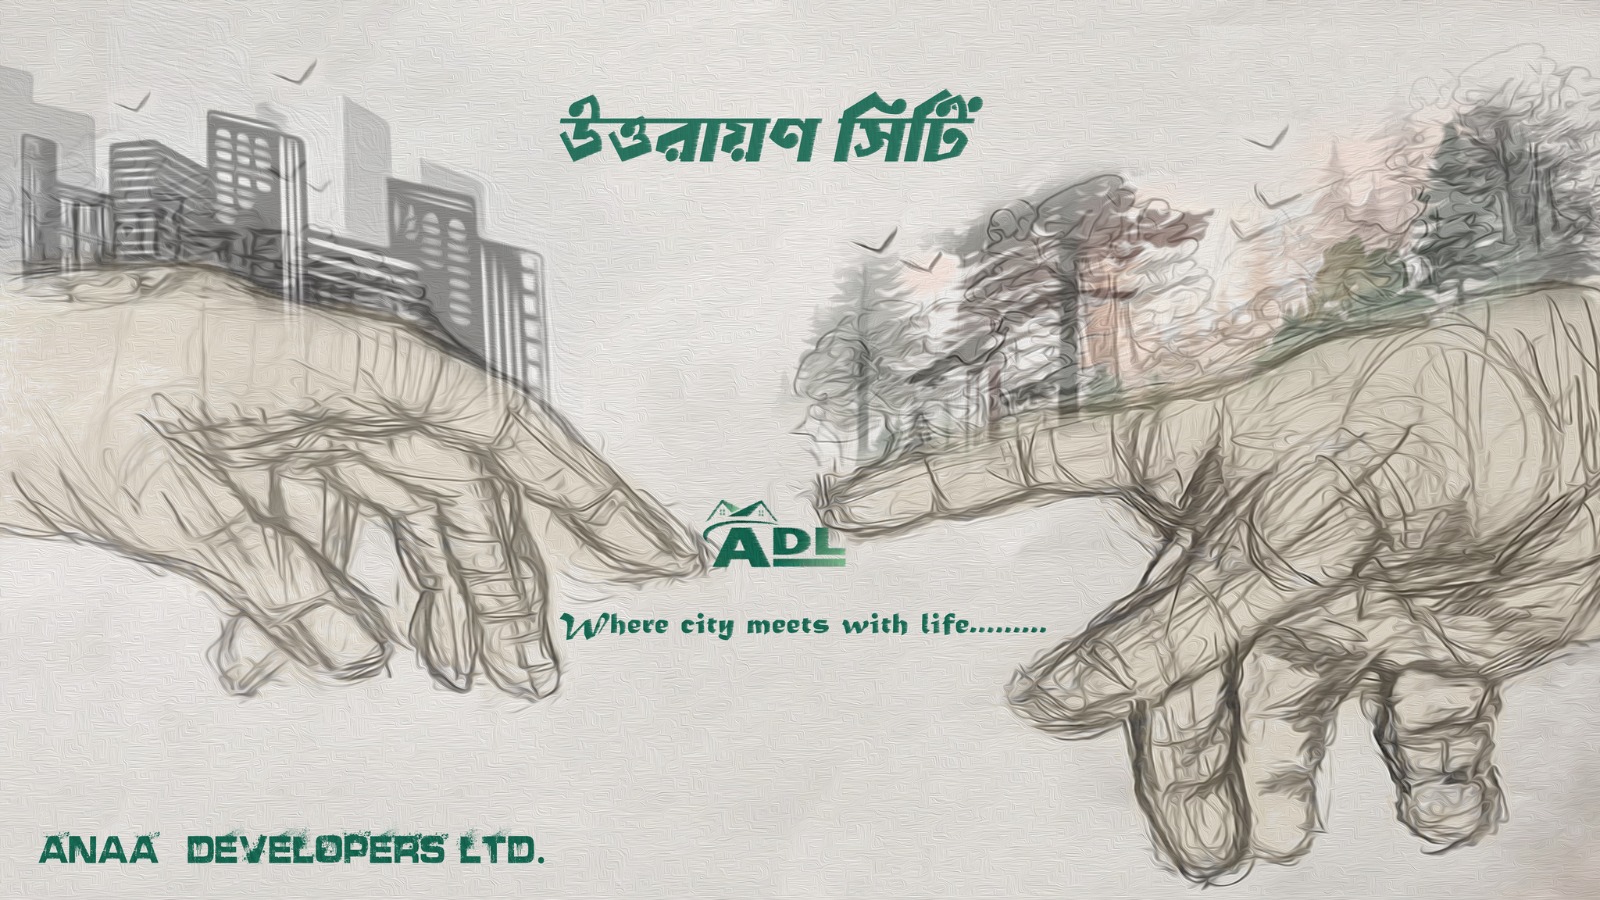 উত্তরায়ণ সিটি
ADL
Where city meets with life.........
ANAA DEVELOPERS LTD.